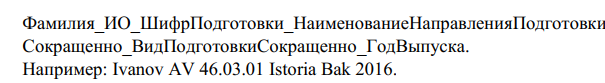 Фамилия_ИО_ШифрПодготовки_НаименованиеНаправленияПодготовки
Сокращенно_ВидПодготовкиСокращенно_ГодВыпуска.
Например: Ivanov AV 46.03.01 Istoria Bak 2016.